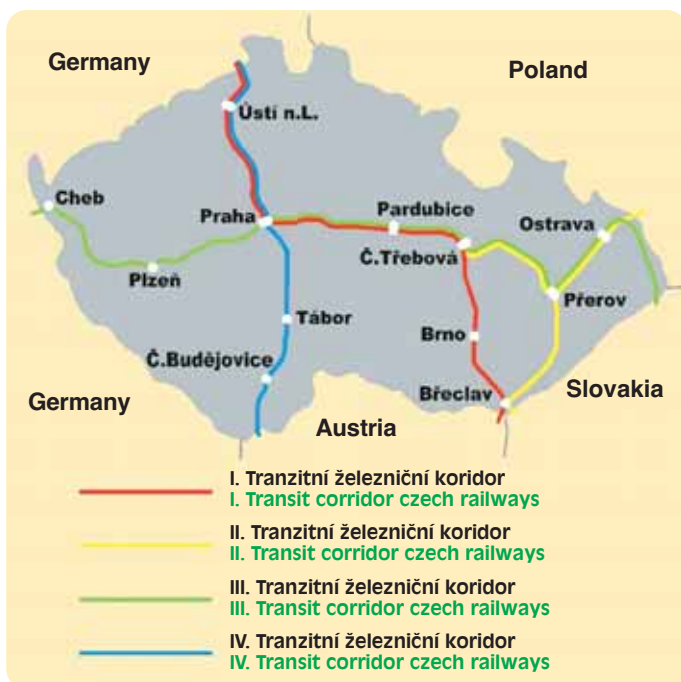 Germany
Poland
Ústí n.L.
Cheb
Praha
Pardubice
Ostrava
Č.Třebová
Plzeň
Přerov
Tábor
Brno
Č.Budějovice
Břeclav
Slovakia
Germany
Austria
I. Tranzitní železniční koridor
I. Transit corridor czech railways
II. Tranzitní železniční koridor
II. Transit corridor czech railways
III. Tranzitní železniční koridor
III. Transit corridor czech railways
IV. Tranzitní železniční koridor
IV. Transit corridor czech railways